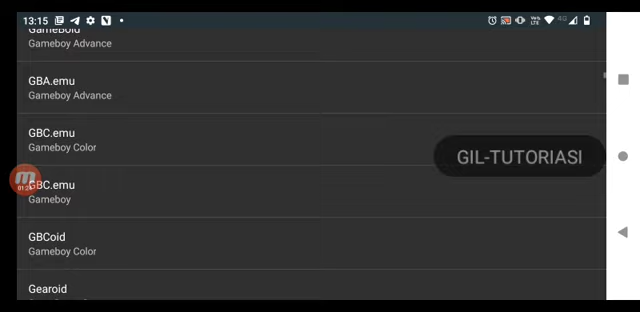 13:15
GameBoid
Gameboy Advance
GBA.emu
Gameboy Advance
GBC.emu
Gameboy Color
GIL-TUTORIASI
GBC.emu
Gameboy
GBCoid
Gameboy Color
Gearoid